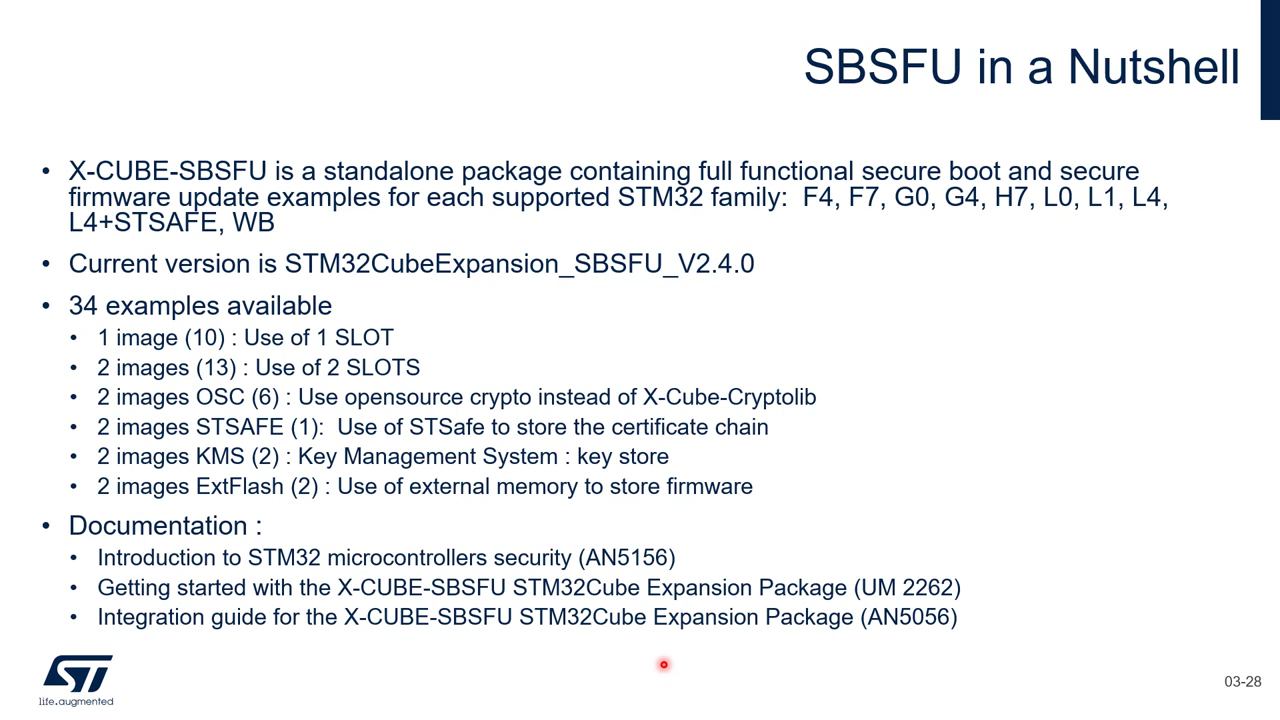 SBSFU in a Nutshell
• X-CUBE-SBSFU is a standalone package containing full functional secure boot and secure
firmware update examples for each supported STM32 family:  F4, F7, G0, G4, H7, L0, L1, L4,
L4+STSAFE, WB
• Current version is STM32CubeExpansion_SBSFU_V2.4.0
• 34 examples available
• 1 image (10) : Use of 1 SLOT
• 2 images (13) : Use of 2 SLOTS
• 2 images OSC (6) : Use opensource crypto instead of X-Cube-Cryptolib
• 2 images STSAFE (1):  Use of STSafe to store the certificate chain
• 2 images KMS (2) : Key Management System : key store
• 2 images ExtFlash (2) : Use of external memory to store firmware
• Documentation :
• Introduction to STM32 microcontrollers security (AN5156)
• Getting started with the X-CUBE-SBSFU STM32Cube Expansion Package (UM 2262)
• Integration guide for the X-CUBE-SBSFU STM32Cube Expansion Package (AN5056)
ST
life.augmented
03-28